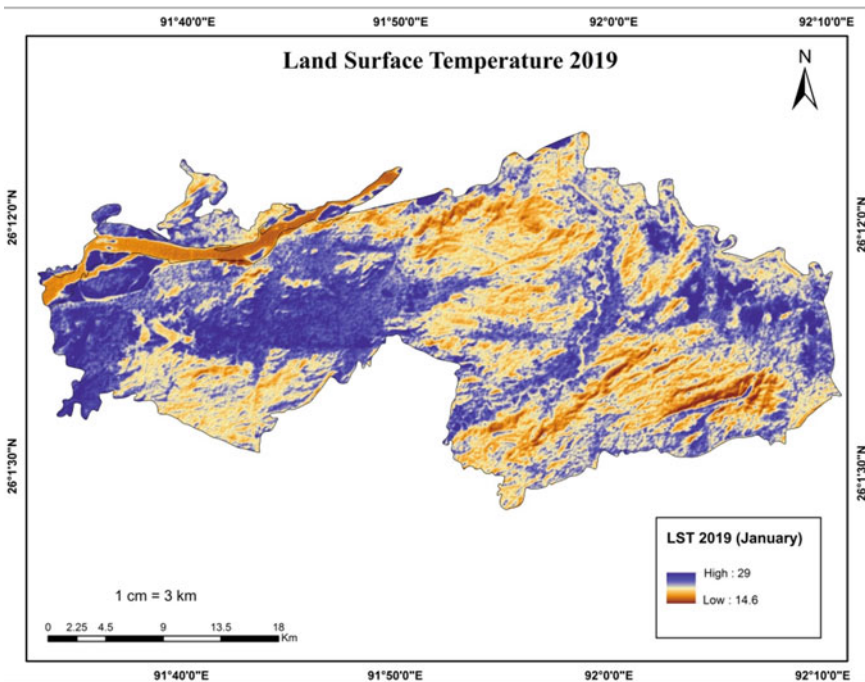 91°40'0"E 91°50'0"E 92°0'0"E 92°10'0"E
Land Surface Temperature 2019
N
26°12'0"N 26°12'0"N
26°1'30"N 26°1'30"N
LST 2019 (January)
High : 29
Low : 14.6
1 cm = 3 km
0 2.25 4.5 9 13.5 18
Km
91°40'0"E 91°50'0"E 92°0'0"E 92°10'0"E